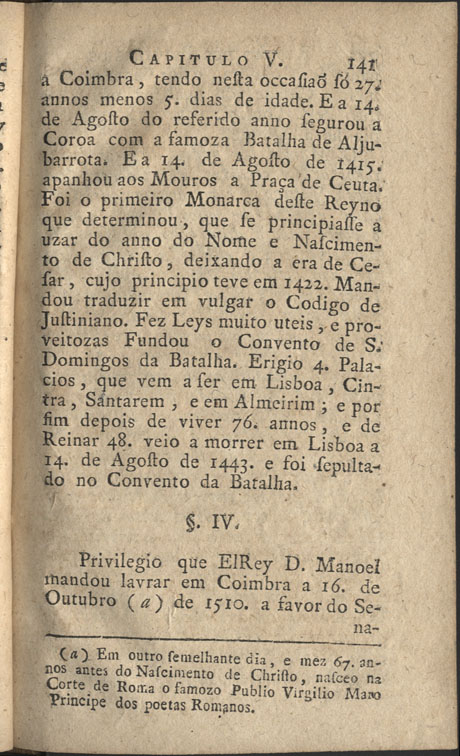 CAPITULO V. 141
a Coimbra, tendo neſta occaſiaõ ſó 27.
annos menos 5. dias de idade. E a 14.
de Agoſto do referido anno ſegurou a
Coroa com a famoza Batalha de Alju-
barrota. E a 14. de Agoſto de 1415.
apanhou aos Mouros a Praça de Ceuta.
Foi o primeiro Monarca deſte Reyno
que determinou, que ſe principiaſſe a
uzar do anno do Nome e Naſcimen-
to de Chriſto, deixando a era de Ce-
ſar, cujo principio teve em 1422. Man-
dou traduzir em vulgar o Codigo de
Juſtiniano. Fez Leys muito uteis, e pro-
veitozas Fundou o Convento de S.
Domingos da Batalha. Erigio 4. Pala-
cios, que vem a ſer em Lisboa, Cin-
tra, Santarem, e em Almeirim; e por
fim depois de viver 76. annos, e de
Reinar 48. veio a morrer em Lisboa a
14. de Agoſto de 1443. e foi ſepulta-
do no Convento da Batalha.
§. IV.
Privilegio que ElRey D. Manoel
mandou lavrar em Coimbra a 16. de
Outubro (a) de 1510. a favor do Se-
na-
(a) Em outro ſemelhante dia, e mez 67. an-
nos antes do Naſcimento de Chriſto, naſceo na
Corte de Roma o famozo Publio Virgilio Maro
Principe dos poetas Romanos.